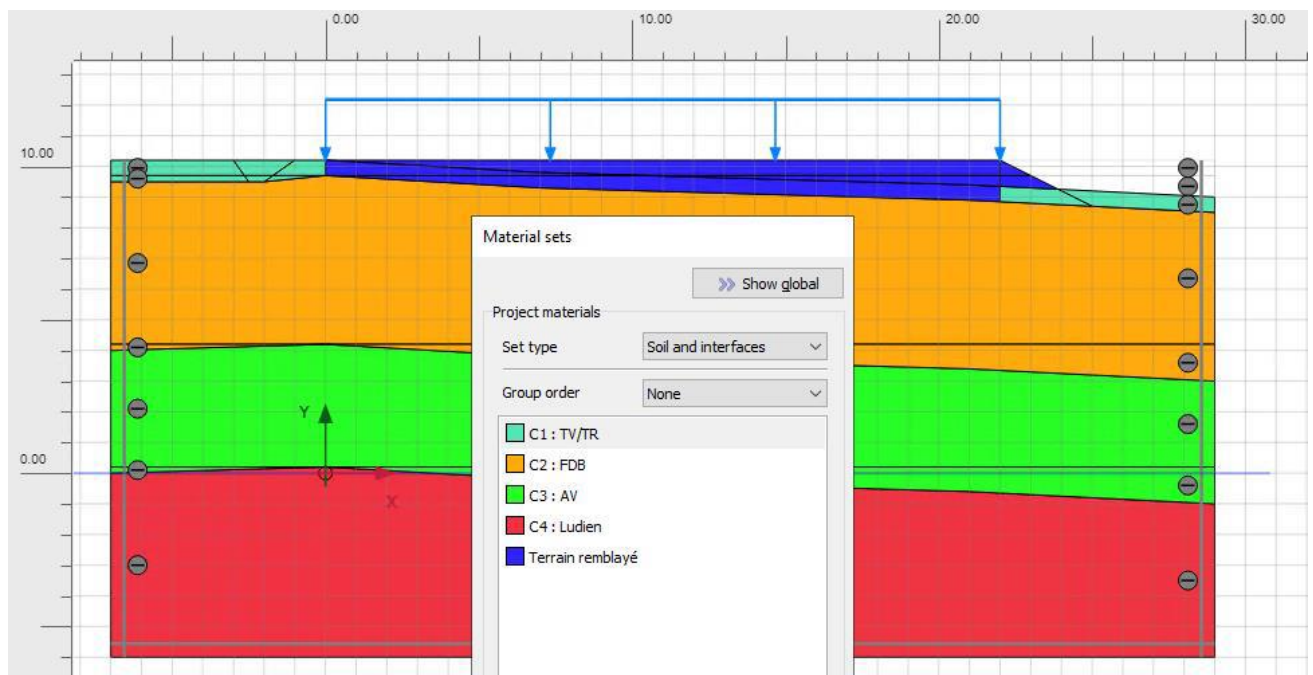 0.00 10.00 20.00 30.00
10.00
Material sets
Show global
Project materials
Set type Soil and interfaces
Group order None
Y
C1 : TV/TR
C2 : FDB
0.00
C3 : AV
X
C4 : Ludien
Terrain remblayé